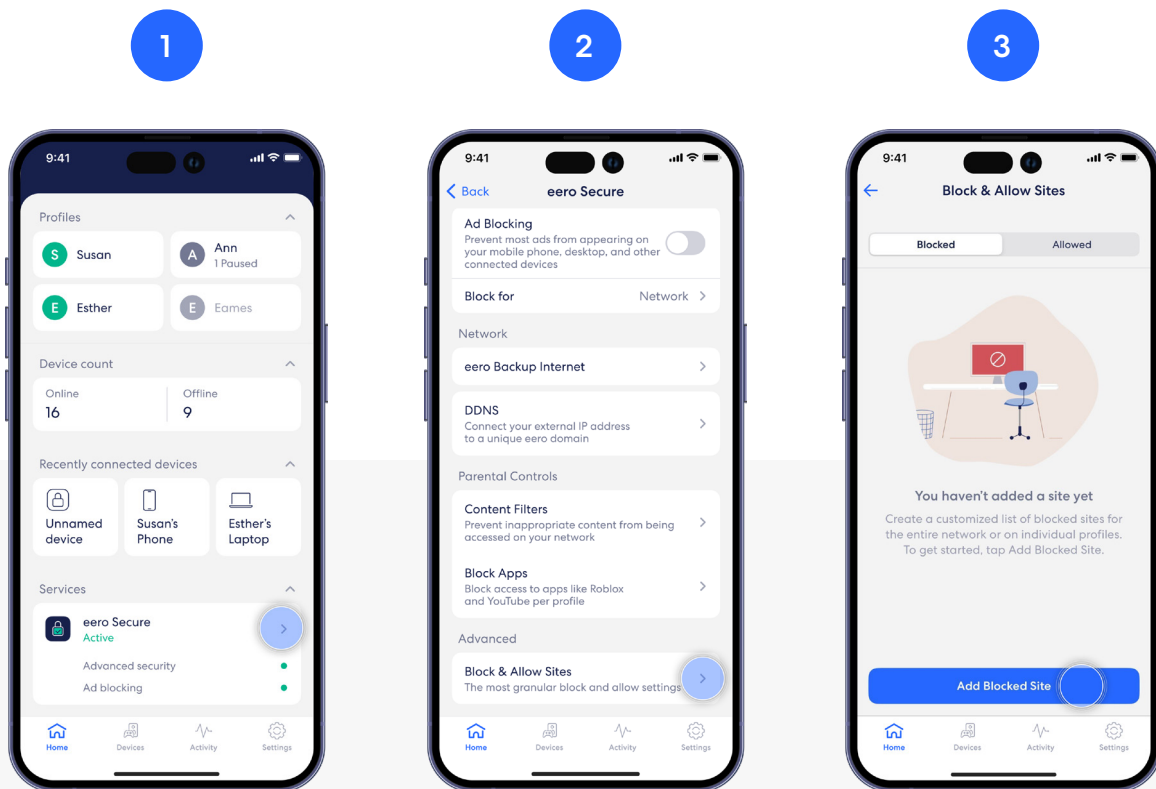 1
2
3
9:41
Profiles
S
Susan
A
Ann
1 Paused
E
Esther
E
Eames
Device count
Online
16
Offline
9
Recently connected devices
Unnamed
device
Susan's
Phone
Esther's
Laptop
Services
eero Secure
Active
Advanced security
Ad blocking
Home
Devices
Activity
Settings
9:41
Back
eero Secure
Ad Blocking
Prevent most ads from appearing on
your mobile phone, desktop, and other
connected devices
Block for
Network
Network
eero Backup Internet
DDNS
Connect your external IP address
to a unique eero domain
Parental Controls
Content Filters
Prevent inappropriate content from being
accessed on your network
Block Apps
Block access to apps like Roblox
and YouTube per profile
Advanced
Block & Allow Sites
The most granular block and allow settings
Home
Devices
Activity
Settings
9:41
Block & Allow Sites
Blocked
Allowed
You haven't added a site yet
Create a customized list of blocked sites for
the entire network or on individual profiles.
To get started, tap Add Blocked Site.
Add Blocked Site
Home
Devices
Activity
Settings